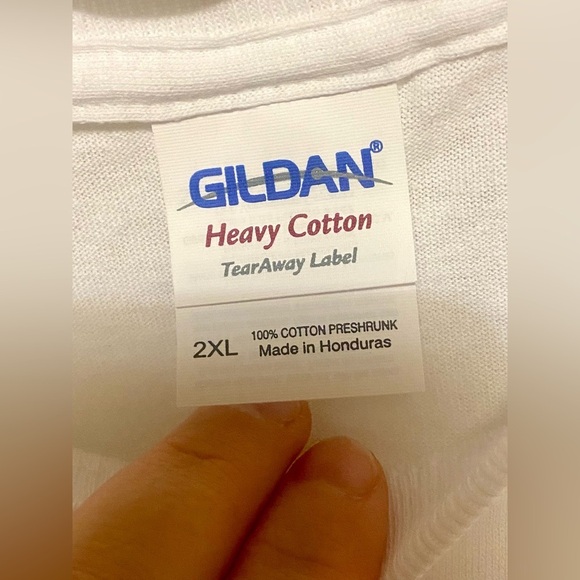 GILDAN®
Heavy Cotton
TearAway Label
2XL
100% COTTON PRESHRUNK
Made in Honduras